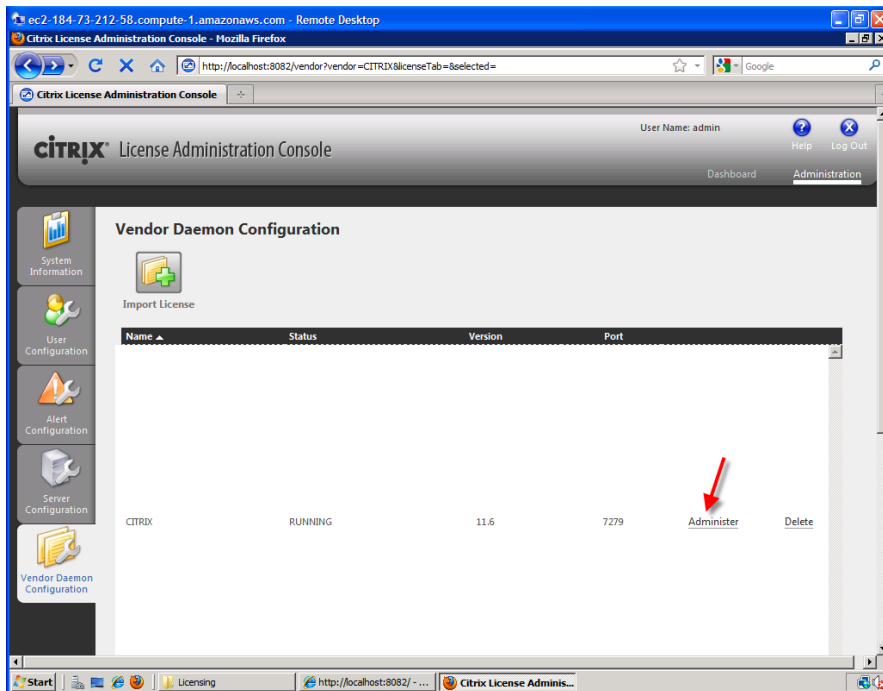 ec2-184-73-212-58.compute-1.amazonaws.com - Remote Desktop
Citrix License Administration Console - Mozilla Firefox
http://localhost:8082/vendor?vendor=CITRIX&licenseTab=&selected=
Google
Citrix License Administration Console
CITRIX License Administration Console
User Name: admin
Help
Log Out
Dashboard
Administration
System
Information
User
Configuration
Alert
Configuration
Server
Configuration
Vendor Daemon
Configuration
Vendor Daemon Configuration
Import License
Name Status Version Port
CITRIX RUNNING 11.6 7279 Administer Delete
Start
Licensing
http://localhost:8082/ - ...
Citrix License Adminis...